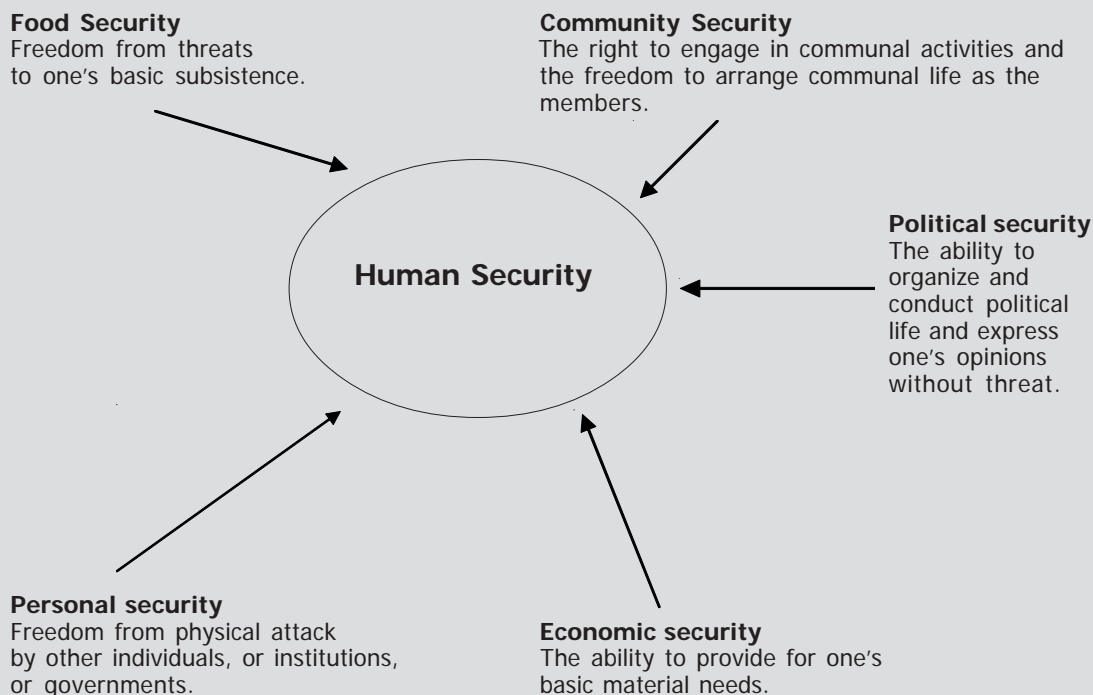 Food Security
Freedom from threats
to one's basic subsistence.
Community Security
The right to engage in communal activities and
the freedom to arrange communal life as the
members.
Human Security
Political security
The ability to
organize and
conduct political
life and express
one's opinions
without threat.
Personal security
Freedom from physical attack
by other individuals, or institutions,
or governments.
Economic security
The ability to provide for one's
basic material needs.